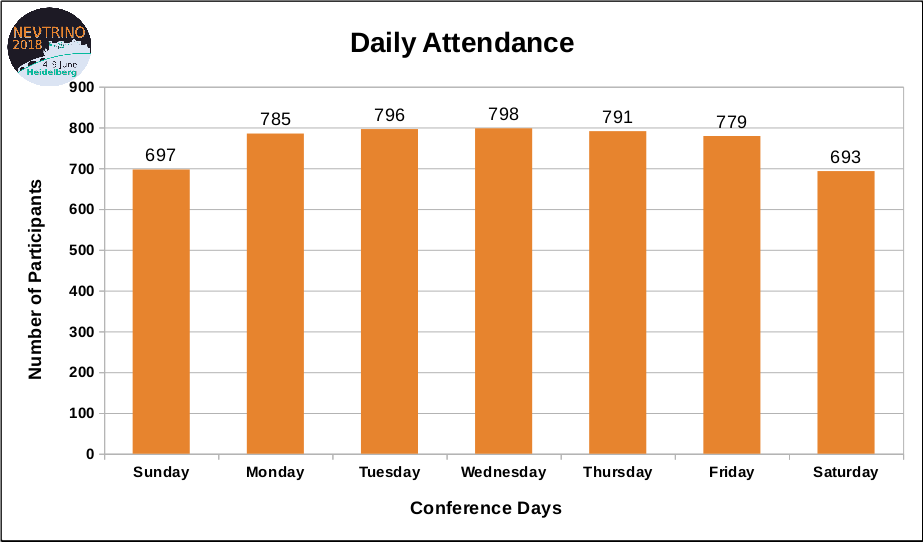 NEVTRINO
2018
4-9 June
Heidelberg
Daily Attendance
Number of Participants
900
800
700
600
500
400
300
200
100
0
697
785
796
798
791
779
693
Sunday
Monday
Tuesday
Wednesday
Thursday
Friday
Saturday
Conference Days